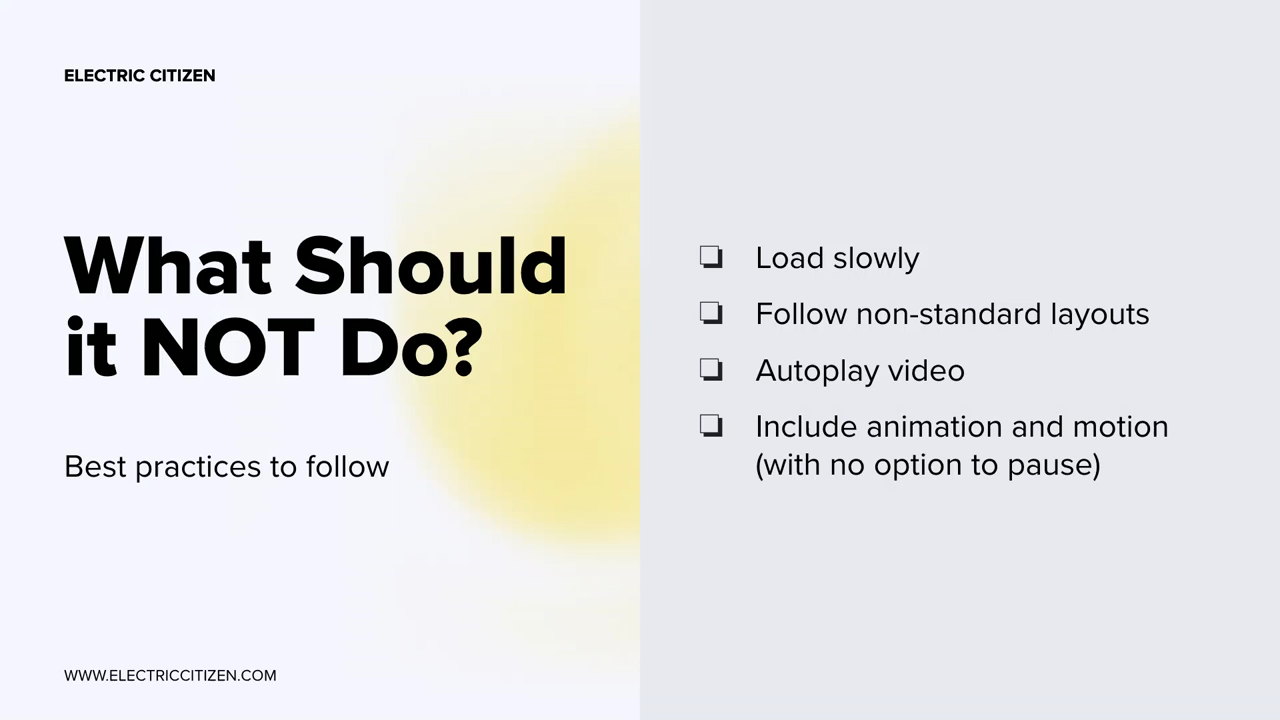 ELECTRIC CITIZEN
What Should
it NOT Do?
Best practices to follow
WWW.ELECTRICCITIZEN.COM
❏ Load slowly
❏ Follow non-standard layouts
❏ Autoplay video
❏ Include animation and motion
(with no option to pause)